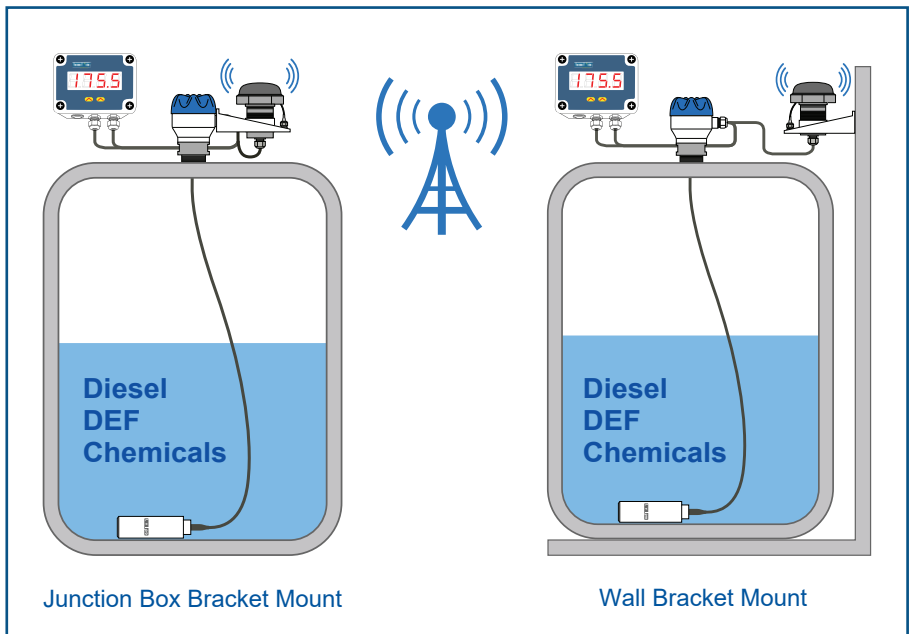 175.5
175.5
Diesel
DEF
Chemicals
Diesel
DEF
Chemicals
Junction Box Bracket Mount
Wall Bracket Mount